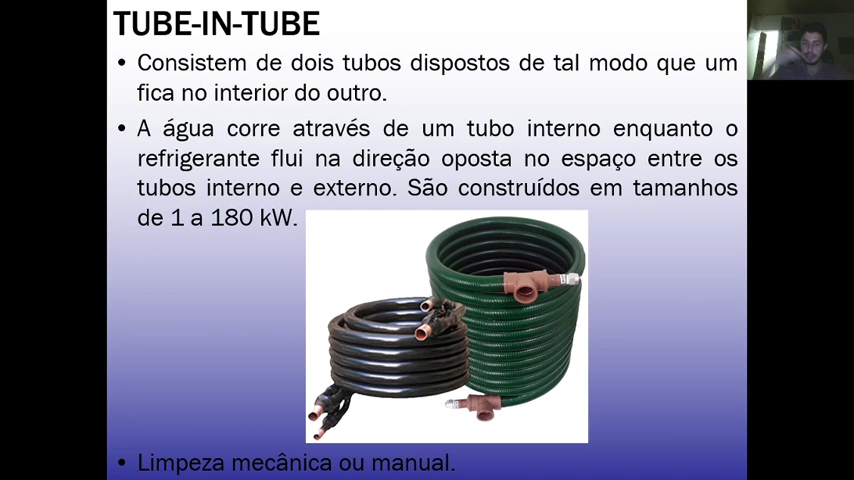 TUBE-IN-TUBE
• Consistem de dois tubos dispostos de tal modo que um
fica no interior do outro.
• A água corre através de um tubo interno enquanto o
refrigerante flui na direção oposta no espaço entre os
tubos interno e externo. São construídos em tamanhos
de 1 a 180 kW.
• Limpeza mecânica ou manual.